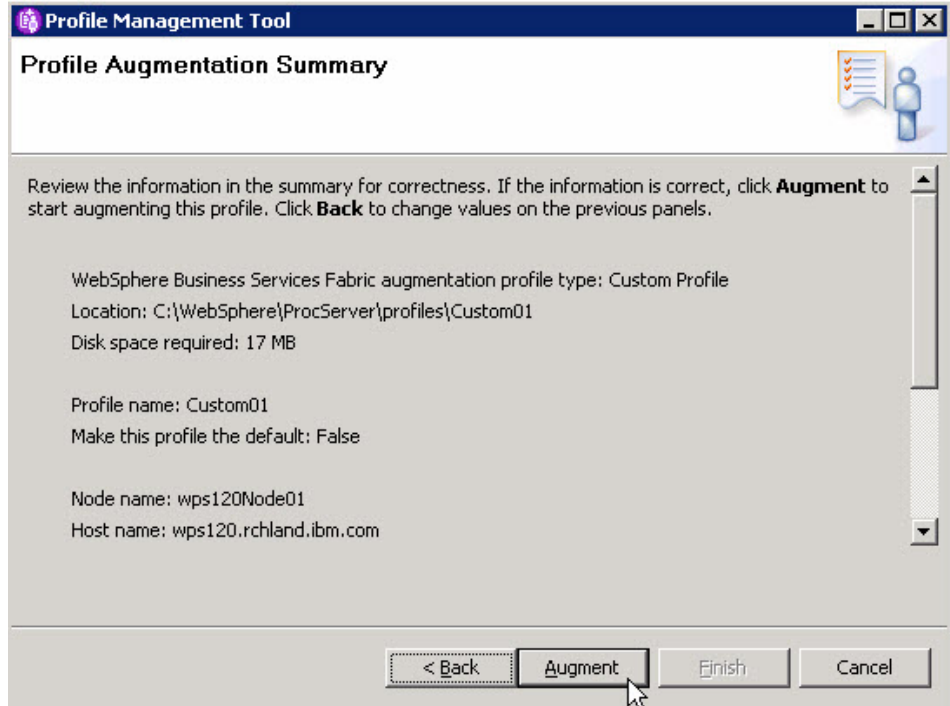 Profile Management Tool
Profile Augmentation Summary
Review the information in the summary for correctness. If the information is correct, click Augment to
start augmenting this profile. Click Back to change values on the previous panels.
WebSphere Business Services Fabric augmentation profile type: Custom Profile
Location: C:\WebSphere\ProcServer\profiles\Custom01
Disk space required: 17 MB
Profile name: Custom01
Make this profile the default: False
Node name: wps120Node01
Host name: wps120.rchland.ibm.com
< Back Augment Finish Cancel